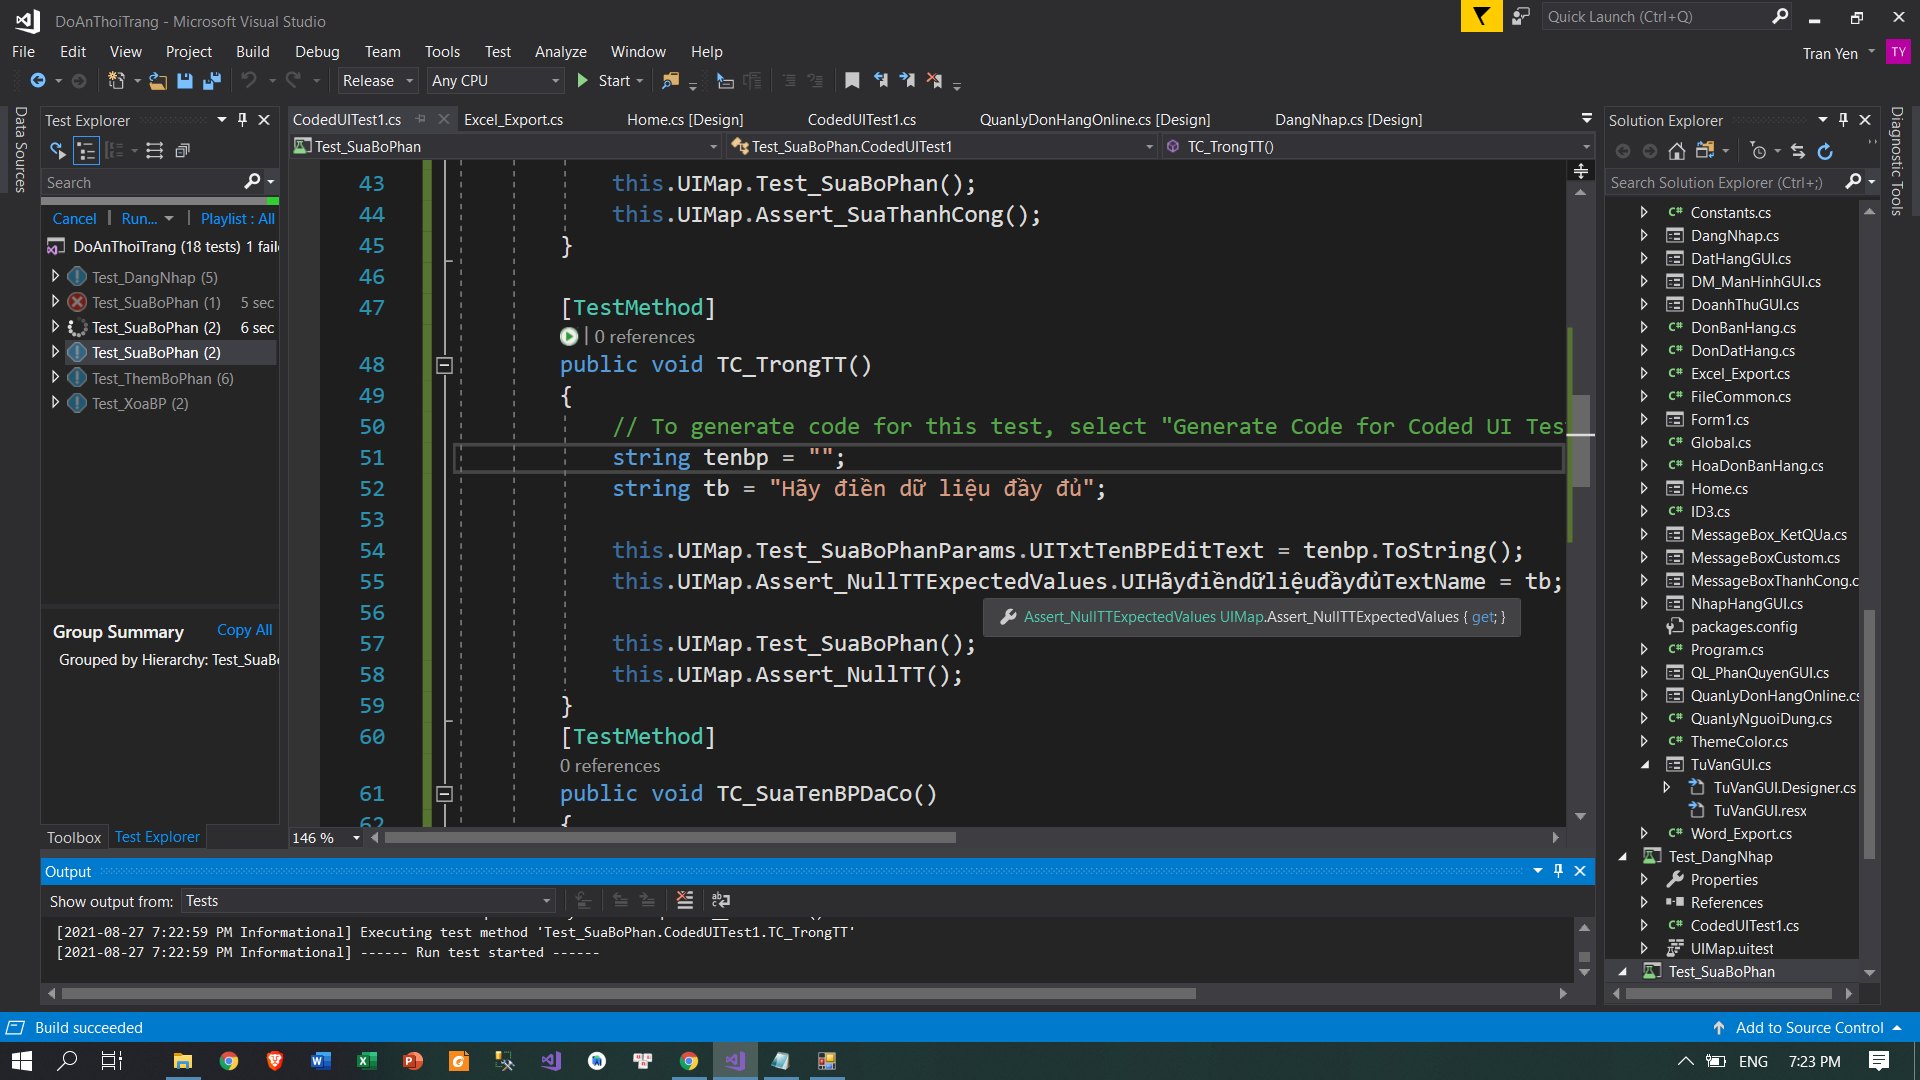 DoAnThoiTrang - Microsoft Visual Studio
Quick Launch (Ctrl+Q)
File Edit View Project Build Debug Team Tools Test Analyze Window Help
Tran Yen
TY
Release
Any CPU
Start
Data Sources
Test Explorer
Search
Cancel | Run... | Playlist : All
DoAnThoiTrang (18 tests) 1 faile
Test_DangNhap (5)
Test_SuaBoPhan (1) 5 sec
Test_SuaBoPhan (2) 6 sec
Test_SuaBoPhan (2)
Test_ThemBoPhan (6)
Test_XoaBP (2)
Group Summary
Copy All
Grouped by Hierarchy: Test_SuaBo
Toolbox
Test Explorer
CodedUITest1.cs
Excel_Export.cs
Home.cs [Design]
CodedUITest1.cs
QuanLyDonHangOnline.cs [Design]
DangNhap.cs [Design]
Test_SuaBoPhan
Test_SuaBoPhan.CodedUITest1
TC_TrongTT()
43 this.UIMap.Test_SuaBoPhan();
44 this.UIMap.Assert_SuaThanhCong();
45 }
46
47 [TestMethod]
| 0 references
48 public void TC_TrongTT()
49 {
50 // To generate code for this test, select "Generate Code for Coded UI Tes
51 string tenbp = "";
52 string tb = "Hãy điền dữ liệu đầy đủ";
53
54 this.UIMap.Test_SuaBoPhanParams.UITxtTenBPEditText = tenbp.ToString();
55 this.UIMap.Assert_NullTTExpectedValues.UIHãyđiềndữliệuđầyđủTextName = tb;
56
Assert_NullTTExpectedValues UIMap.Assert_NullTTExpectedValues { get; }
57 this.UIMap.Test_SuaBoPhan();
58 this.UIMap.Assert_NullTT();
59 }
60 [TestMethod]
0 references
61 public void TC_SuaTenBPDaCo()
62 {
146 %
Output
Show output from: Tests
[2021-08-27 7:22:59 PM Informational] Executing test method 'Test_SuaBoPhan.CodedUITest1.TC_TrongTT'
[2021-08-27 7:22:59 PM Informational] ------ Run test started ------
Solution Explorer
Search Solution Explorer (Ctrl+;)
Constants.cs
DangNhap.cs
DatHangGUI.cs
DM_ManHinhGUI.cs
DoanhThuGUI.cs
DonBanHang.cs
DonDatHang.cs
Excel_Export.cs
FileCommon.cs
Form1.cs
Global.cs
HoaDonBanHang.cs
Home.cs
ID3.cs
MessageBox_KetQUa.cs
MessageBoxCustom.cs
MessageBoxThanhCong.c
NhapHangGUI.cs
packages.config
Program.cs
QL_PhanQuyenGUI.cs
QuanLyDonHangOnline.cs
QuanLyNguoiDung.cs
ThemeColor.cs
TuVanGUI.cs
TuVanGUI.Designer.cs
TuVanGUI.resx
Word_Export.cs
Test_DangNhap
Properties
References
CodedUITest1.cs
UIMap.uitest
Test_SuaBoPhan
Diagnostic Tools
Build succeeded
Add to Source Control
ENG
7:23 PM